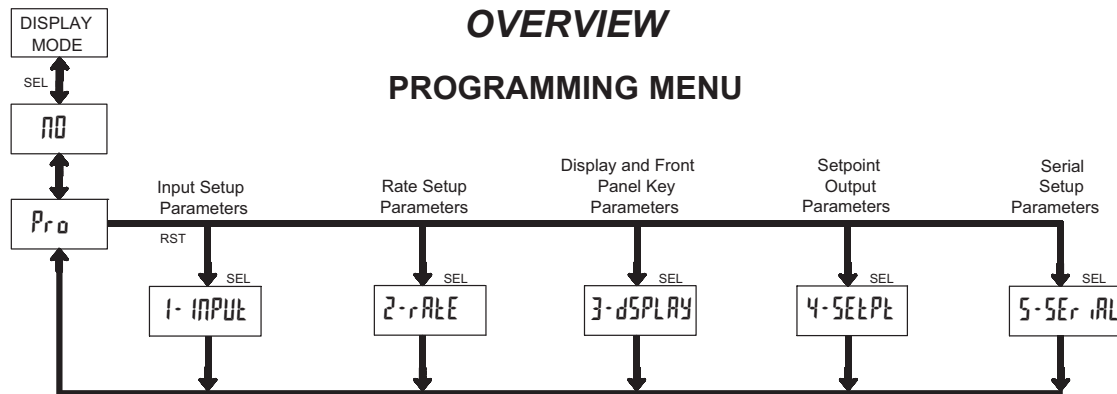 OVERVIEW
PROGRAMMING MENU
DISPLAY
MODE
SEL
NO
Pro
RST
Input Setup
Parameters
SEL
1-INPUt
Rate Setup
Parameters
SEL
2-rAtE
Display and Front
Panel Key
Parameters
SEL
3-dSPLAY
Setpoint
Output
Parameters
SEL
4-SEtPt
Serial
Setup
Parameters
SEL
5-SEriAL